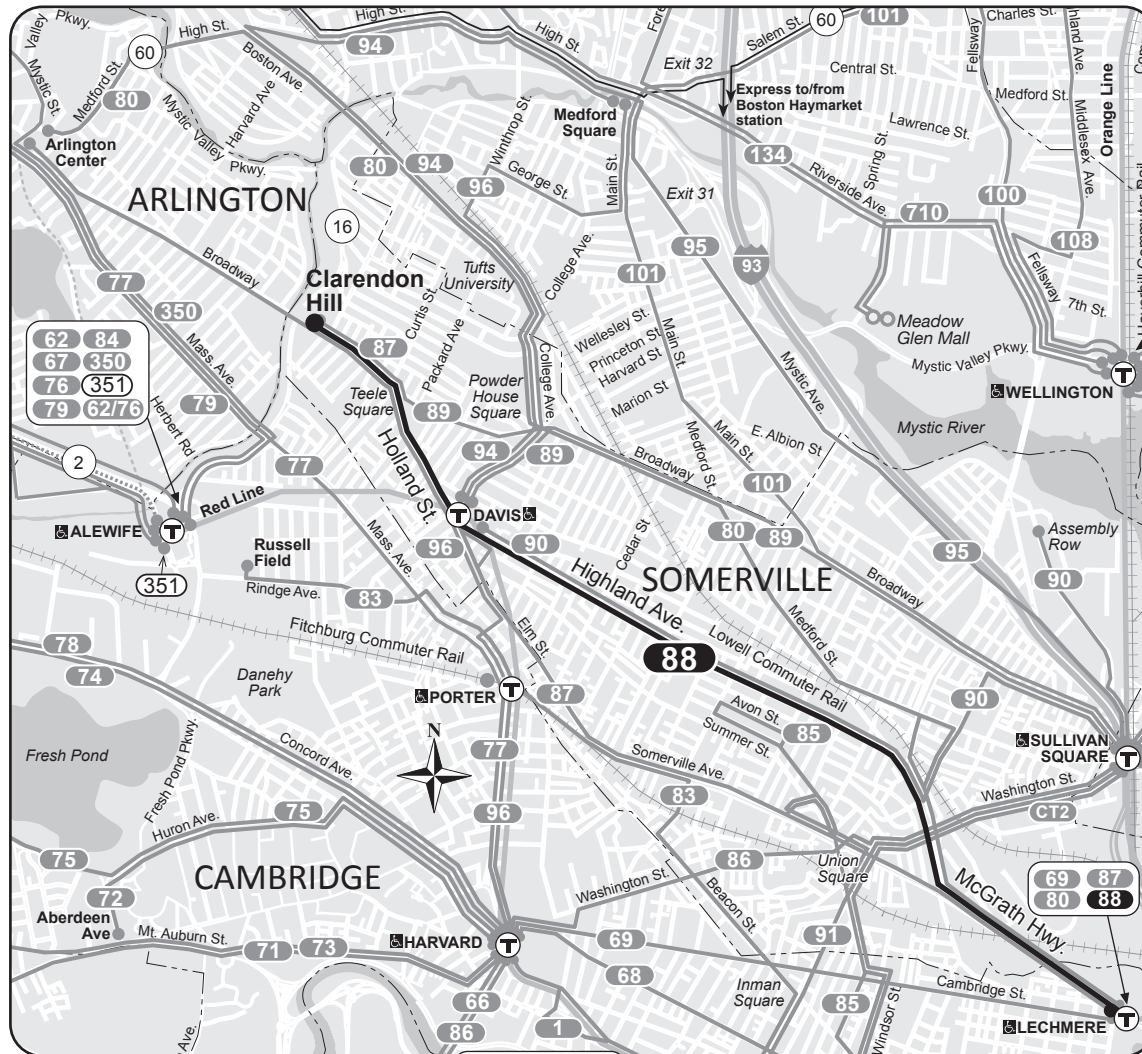 Valley Pkwy.
Mystic St.
Medford St.
60
High St.
80
94
High St.
High St.
Salem St.
60
101
Charles St.
Fellsway
Boston Ave.
Harvard Ave
Mystic Valley Pkwy.
Exit 32
Central St.
Medford St.
Middlesex Ave.
Orange Line
Arlington
Center
Medford
Square
Express to/from
Boston Haymarket
station
Lawrence St.
Spring St.
ARLINGTON
80
94
96
Winthrop St.
George St.
Main St.
134
Riverside Ave.
710
100
108
16
Exit 31
95
93
Broadway
Clarendon
Hill
Tufts
University
College Ave.
101
Fellsway
7th St.
77
350
Mass Ave.
87
Curtis St.
Packard Ave
Wellesley St.
Princeton St.
Harvard St.
Main St.
Meadow
Glen Mall
Mystic Valley Pkwy.
62 84
67 350
76 351
79 62/76
Herbert Rd
79
Teele
Square
89
Powder
House
Square
College Ave.
Marion St.
Mystic Ave.
WELLINGTON
Mystic River
2
77
Holland St.
94
89
Broadway
Medford St.
Main St.
E. Albion St
101
Red Line
ALEWIFE
351
Mass. Ave.
DAVIS
96
90
Cedar St
80
89
95
Assembly
Row
90
Russell
Field
Rindge Ave.
83
Highland Ave.
SOMERVILLE
Broadway
Fitchburg Commuter Rail
Elm St.
88
Lowell Commuter Rail
Medford St.
78
74
Danehy
Park
PORTER
87
90
Avon St.
85
Summer St.
SULLIVAN
SQUARE
Fresh Pond
Fresh Pond Pkwy.
Concord Ave.
N
77
Somerville Ave.
83
Washington St.
CT2
Huron Ave.
75
96
75
CAMBRIDGE
86
Union
Square
Washington St.
Beacon St.
McGrath Hwy.
69 87
80 88
72
Aberdeen
Ave
Mt. Auburn St.
71
73
HARVARD
69
68
91
Inman
Square
85
Windsor St.
Cambridge St.
66
86
1
LECHMERE